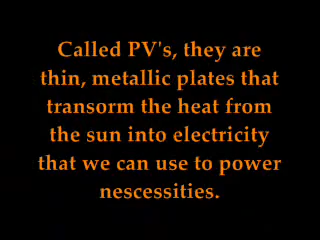 Called PV's, they are
thin, metallic plates that
transorm the heat from
the sun into electricity
that we can use to power
nescessities.